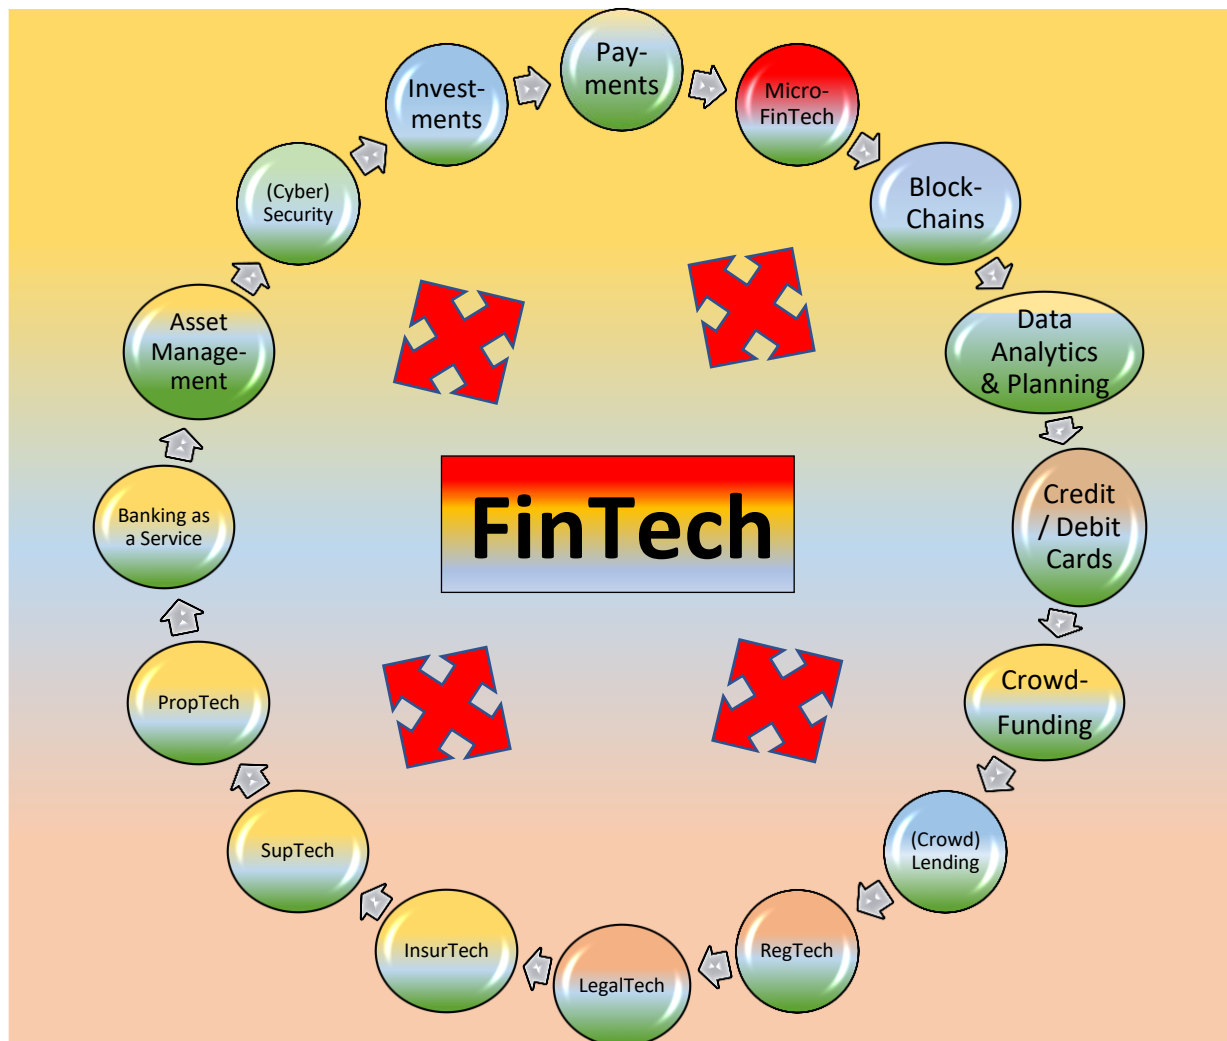 Pay-
ments
Micro-
FinTech
Block-
Chains
Data
Analytics
& Planning
Credit
/ Debit
Cards
Crowd-
Funding
(Crowd)
Lending
RegTech
LegalTech
InsurTech
SupTech
PropTech
Banking as
a Service
Asset
Manage-
ment
(Cyber)
Security
Invest-
ments
FinTech